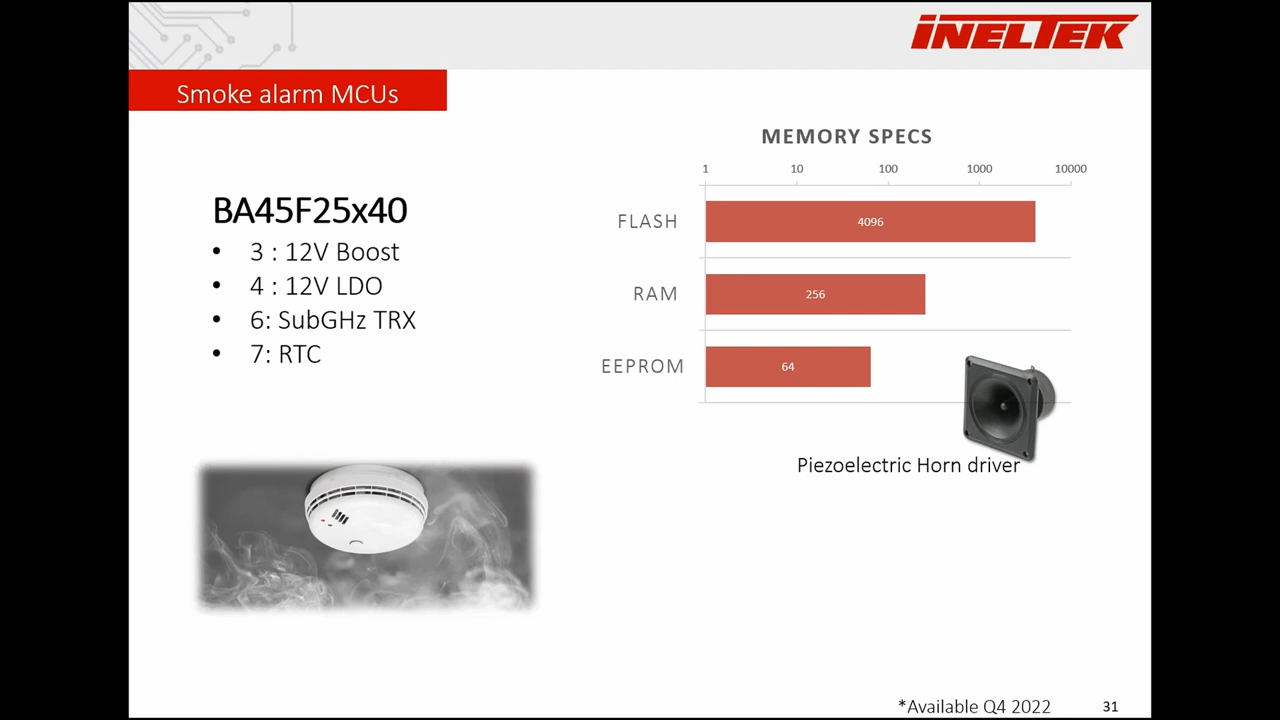 iNELTEK
Smoke alarm MCUs
BA45F25x40
• 3 : 12V Boost
• 4 : 12V LDO
• 6: SubGHz TRX
• 7: RTC
MEMORY SPECS
1 10 100 1000 10000
FLASH 4096
RAM 256
EEPROM 64
Piezoelectric Horn driver
*Available Q4 2022 31